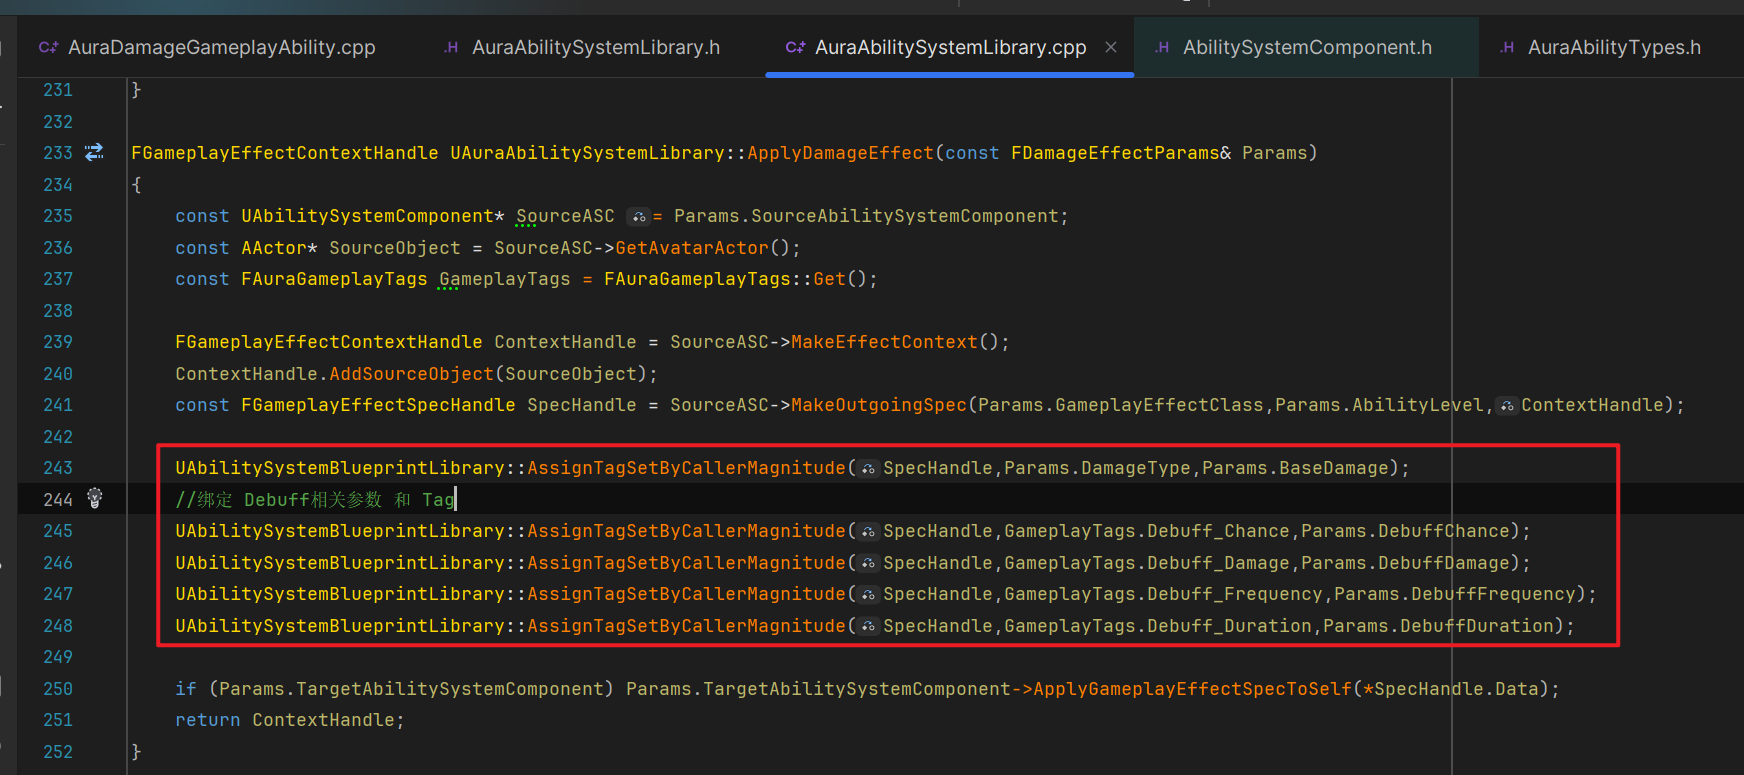 AuraDamageGameplayAbility.cpp AuraAbilitySystemLibrary.h AuraAbilitySystemLibrary.cpp AbilitySystemComponent.h AuraAbilityTypes.h
231 }
232
233 FGameplayEffectContextHandle UAuraAbilitySystemLibrary::ApplyDamageEffect(const FDamageEffectParams& Params)
234 {
235 const UAbilitySystemComponent* SourceASC = Params.SourceAbilitySystemComponent;
236 const AActor* SourceObject = SourceASC->GetAvatarActor();
237 const FAuraGameplayTags GameplayTags = FAuraGameplayTags::Get();
238
239 FGameplayEffectContextHandle ContextHandle = SourceASC->MakeEffectContext();
240 ContextHandle.AddSourceObject(SourceObject);
241 const FGameplayEffectSpecHandle SpecHandle = SourceASC->MakeOutgoingSpec(Params.GameplayEffectClass,Params.AbilityLevel,ContextHandle);
242
243 UAbilitySystemBlueprintLibrary::AssignTagSetByCallerMagnitude(SpecHandle,Params.DamageType,Params.BaseDamage);
244 //绑定 Debuff相关参数 和 Tag
245 UAbilitySystemBlueprintLibrary::AssignTagSetByCallerMagnitude(SpecHandle,GameplayTags.Debuff_Chance,Params.DebuffChance);
246 UAbilitySystemBlueprintLibrary::AssignTagSetByCallerMagnitude(SpecHandle,GameplayTags.Debuff_Damage,Params.DebuffDamage);
247 UAbilitySystemBlueprintLibrary::AssignTagSetByCallerMagnitude(SpecHandle,GameplayTags.Debuff_Frequency,Params.DebuffFrequency);
248 UAbilitySystemBlueprintLibrary::AssignTagSetByCallerMagnitude(SpecHandle,GameplayTags.Debuff_Duration,Params.DebuffDuration);
249
250 if (Params.TargetAbilitySystemComponent) Params.TargetAbilitySystemComponent->ApplyGameplayEffectSpecToSelf(*SpecHandle.Data);
251 return ContextHandle;
252 }